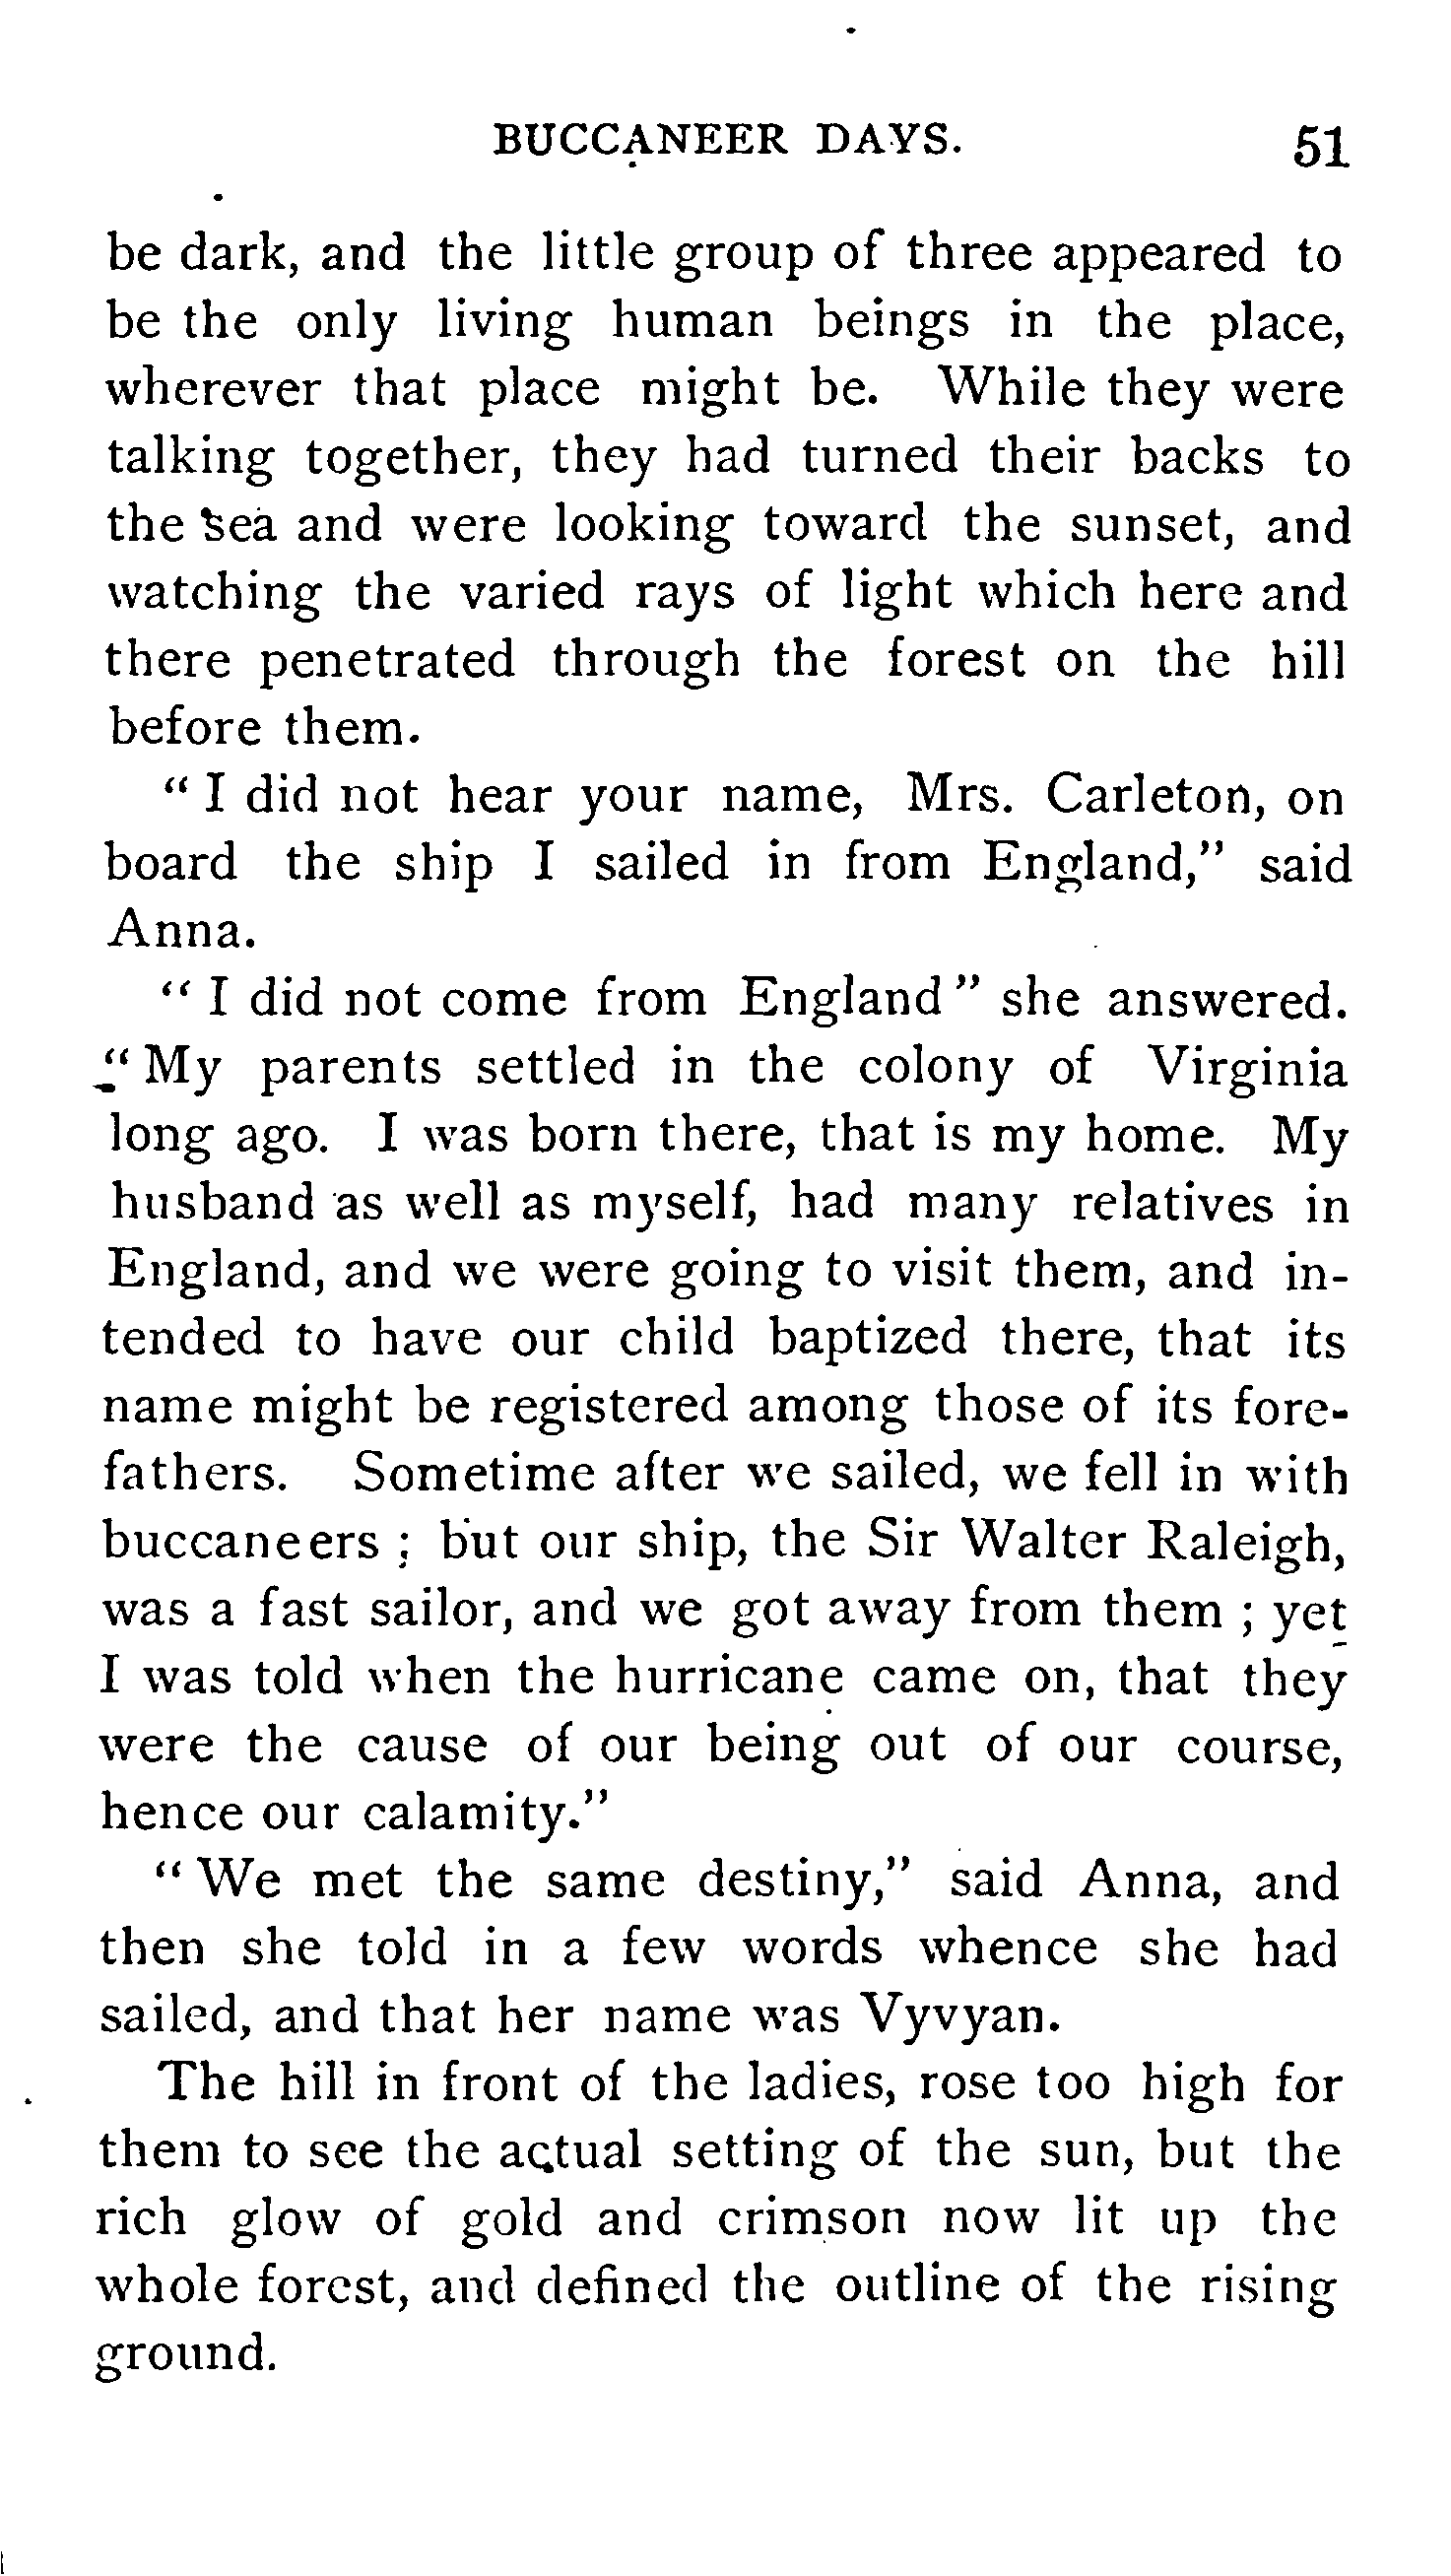 BUCCANEER DAYS. 51
be dark, and the little group of three appeared to
be the only living human beings in the place,
wherever that place might be. While they were
talking together, they had turned their backs to
the sea and were looking toward the sunset, and
watching the varied rays of light which here and
there penetrated through the forest on the hill
before them.
" I did not hear your name, Mrs. Carleton, on
board the ship I sailed in from England," said
Anna.
" I did not come from England " she answered.
" My parents settled in the colony of Virginia
long ago. I was born there, that is my home. My
husband as well as myself, had many relatives in
England, and we were going to visit them, and in-
tended to have our child baptized there, that its
name might be registered among those of its fore-
fathers. Sometime after we sailed, we fell in with
buccaneers ; but our ship, the Sir Walter Raleigh,
was a fast sailor, and we got away from them ; yet
I was told when the hurricane came on, that they
were the cause of our being out of our course,
hence our calamity."
" We met the same destiny," said Anna, and
then she told in a few words whence she had
sailed, and that her name was Vyvyan.
The hill in front of the ladies, rose too high for
them to see the actual setting of the sun, but the
rich glow of gold and crimson now lit up the
whole forest, and defined the outline of the rising
ground.